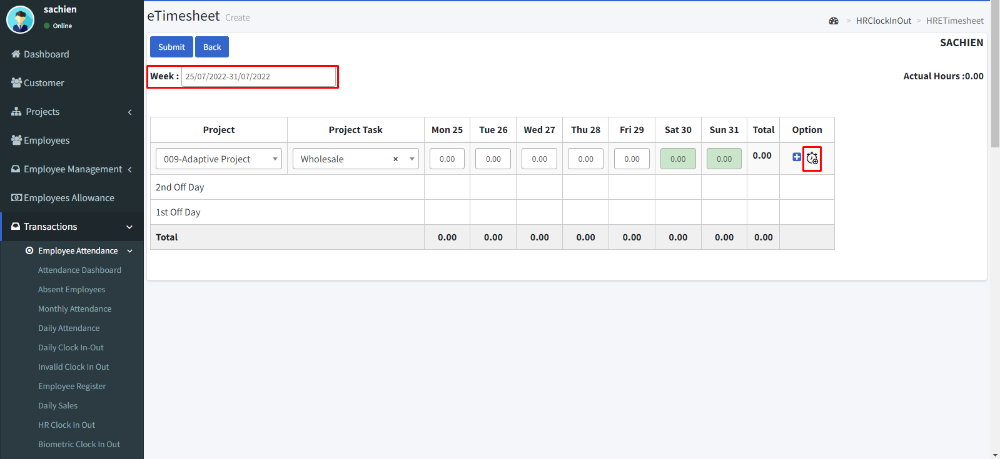 sachien
Online
Dashboard
Customer
Projects
Employees
Employee Management
Employees Allowance
Transactions
Employee Attendance
Attendance Dashboard
Absent Employees
Monthly Attendance
Daily Attendance
Daily Clock In-Out
Invalid Clock In Out
Employee Register
Daily Sales
HR Clock In Out
Biometric Clock In Out
eTimesheet Create
> HRClockInOut > HRETimesheet
Submit Back
SACHIEN
Week : 25/07/2022-31/07/2022
Actual Hours :0.00
Project Project Task Mon 25 Tue 26 Wed 27 Thu 28 Fri 29 Sat 30 Sun 31 Total Option
009-Adaptive Project Wholesale × 0.00 0.00 0.00 0.00 0.00 0.00 0.00 0.00
2nd Off Day
1st Off Day
Total 0.00 0.00 0.00 0.00 0.00 0.00 0.00 0.00